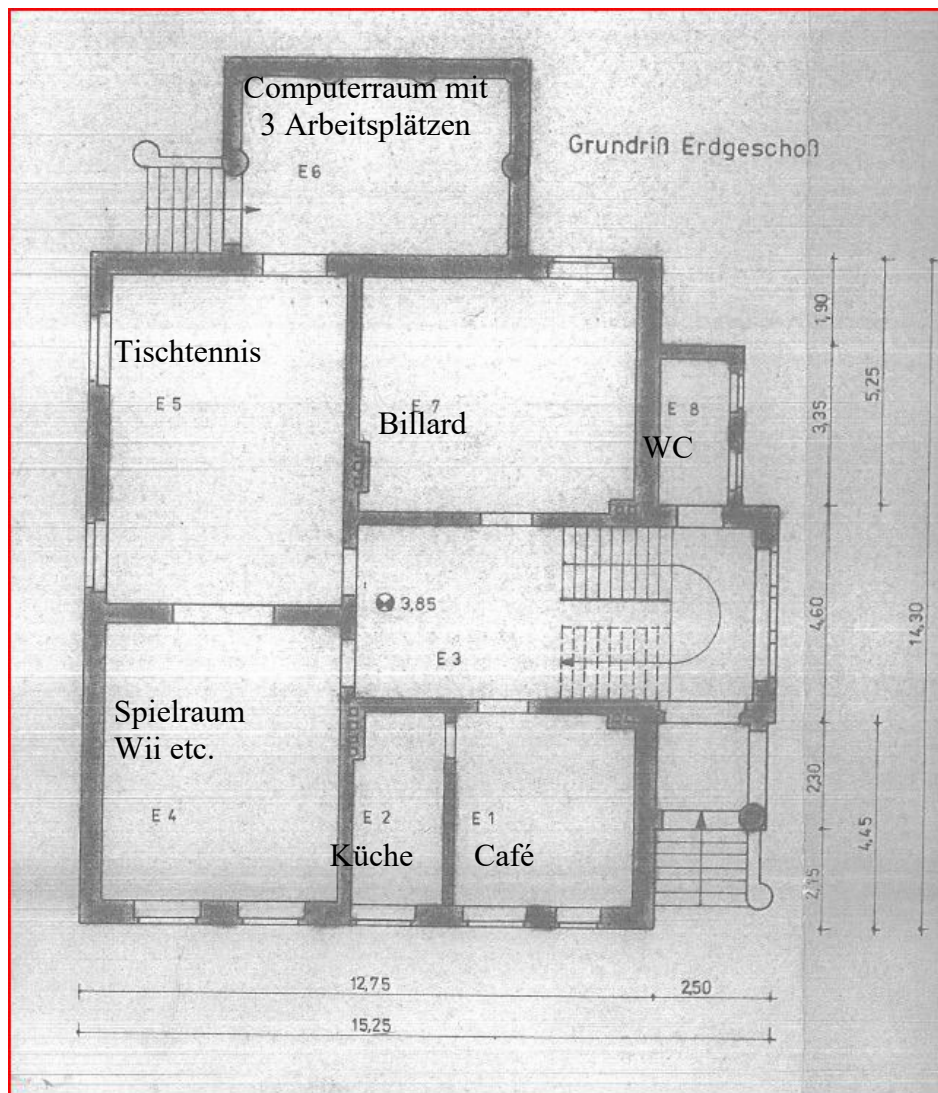 Computerraum mit
3 Arbeitsplätzen
Grundriß Erdgeschoß
E6
1,90
5,25
Tischtennis
E 5
E 7
Billard
E 8
WC
3,35
3,85
E 3
4,60
14,30
Spielraum
Wii etc.
E 4
E 2
Küche
E 1
Café
2,30
4,45
2,15
12,75
2,50
15,25